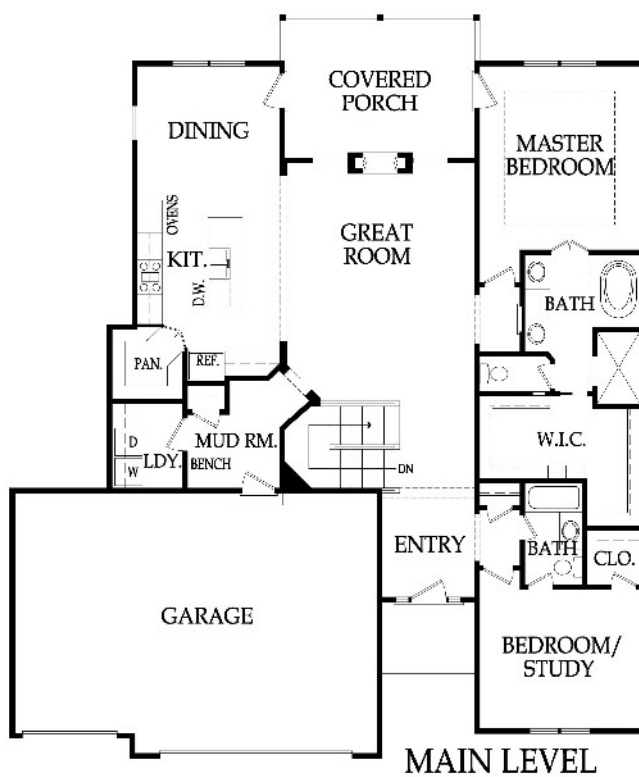 COVERED
PORCH
DINING
MASTER
BEDROOM
OVENS
GREAT
ROOM
KIT.
D.W.
BATH
PAN.
REF.
D
W
LDY.
MUD RM.
BENCH
W.I.C.
DN
ENTRY
BATH
CLO.
GARAGE
BEDROOM/
STUDY
MAIN LEVEL